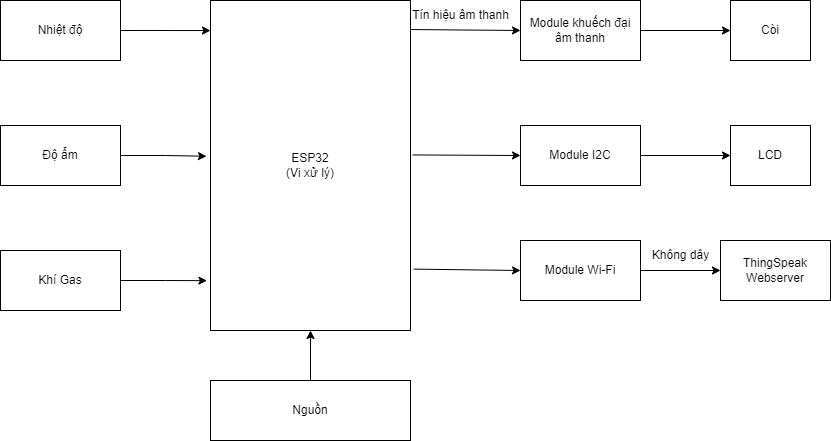 Nhiệt độ
Tín hiệu âm thanh
Module khuếch đại
âm thanh
Còi
Độ ẩm
ESP32
(Vi xử lý)
Module I2C
LCD
Khí Gas
Module Wi-Fi
Không dây
ThingSpeak
Webserver
Nguồn